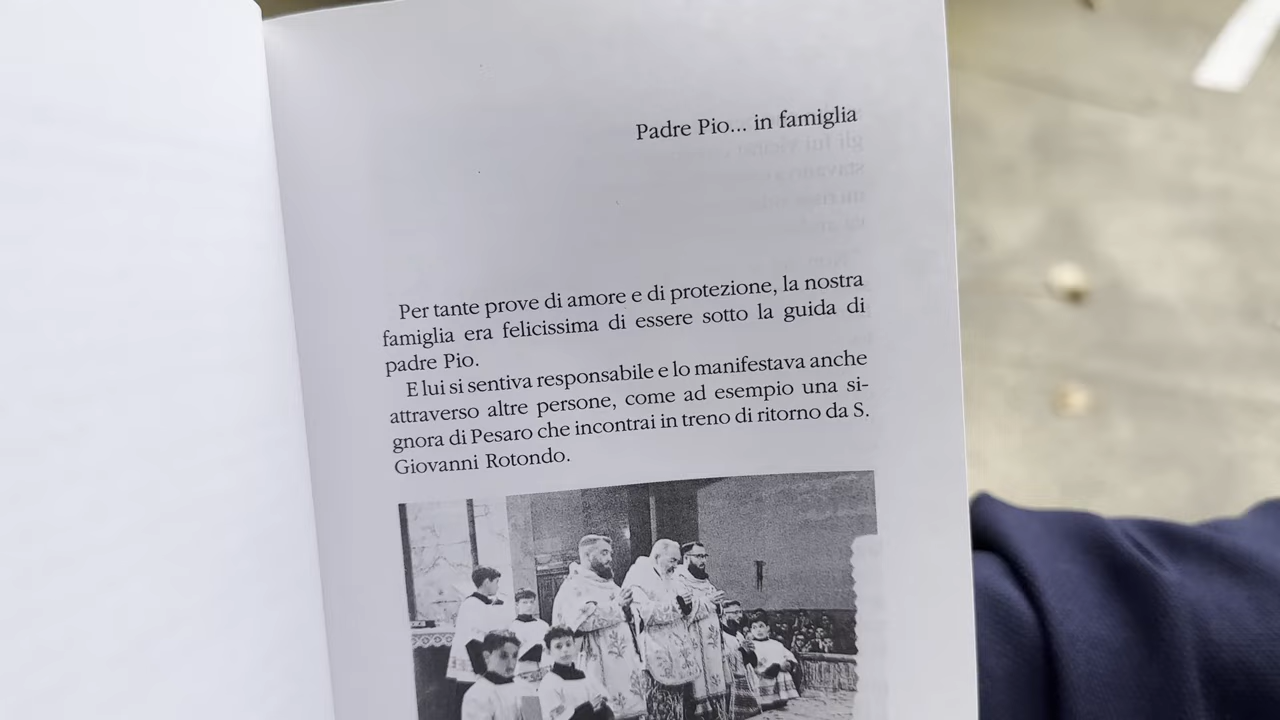 Padre Pio... in famiglia
Per tante prove di amore e di protezione, la nostra
famiglia era felicissima di essere sotto la guida di
padre Pio.
E lui si sentiva responsabile e lo manifestava anche
attraverso altre persone, come ad esempio una si-
gnora di Pesaro che incontrai in treno di ritorno da S.
Giovanni Rotondo.